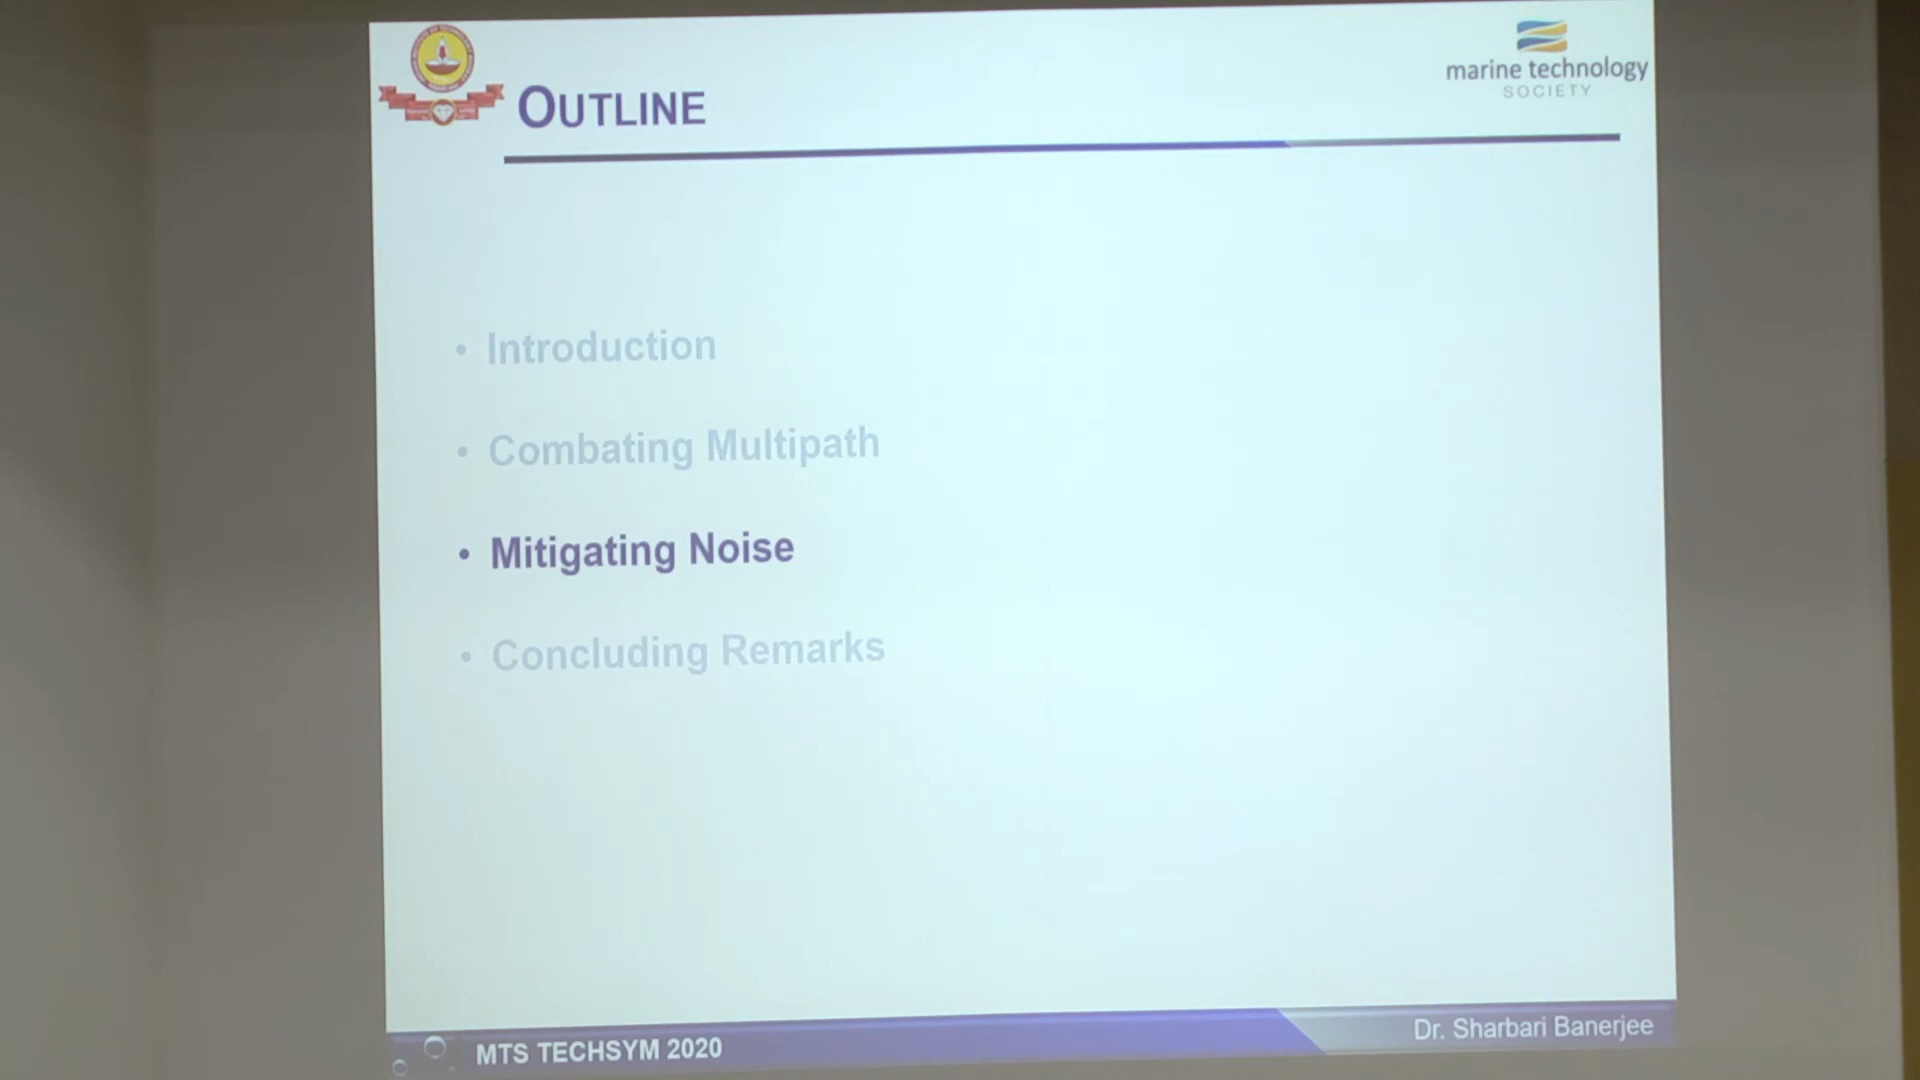 OUTLINE
marine technology
SOCIETY
• Introduction
• Combating Multipath
• Mitigating Noise
• Concluding Remarks
MTS TECHSYM 2020
Dr. Sharbari Banerjee